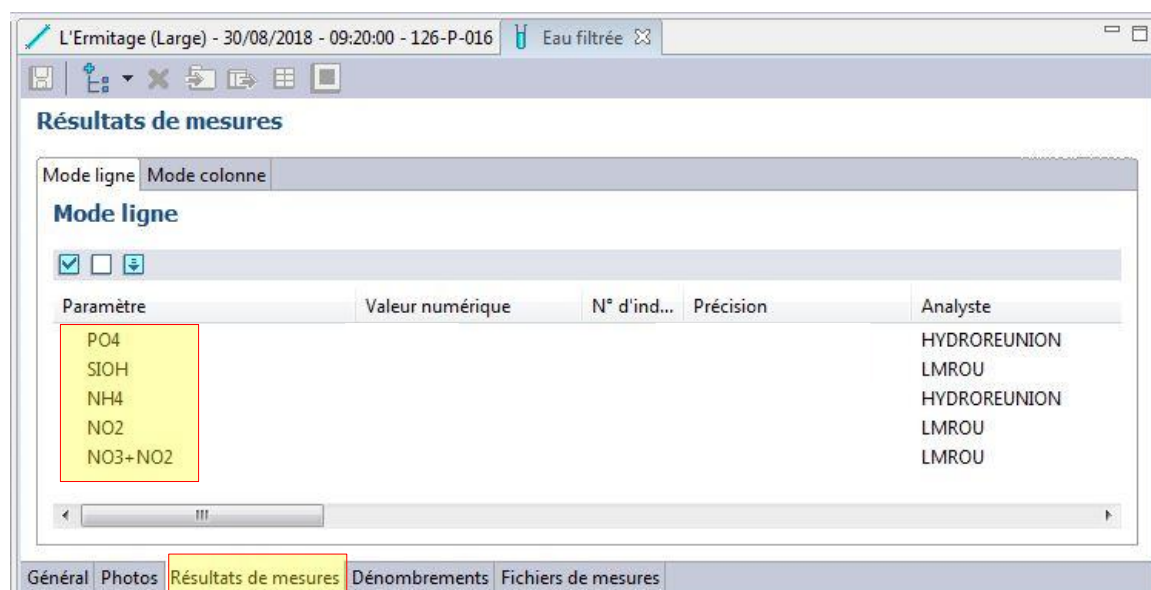 L'Ermitage (Large) - 30/08/2018 - 09:20:00 - 126-P-016 Eau filtrée
Résultats de mesures
Mode ligne Mode colonne
Mode ligne
Paramètre Valeur numérique N° d'ind... Précision Analyste
PO4 HYDROREUNION
SIOH LMROU
NH4 HYDROREUNION
NO2 LMROU
NO3+NO2 LMROU
Général Photos Résultats de mesures Dénombrements Fichiers de mesures